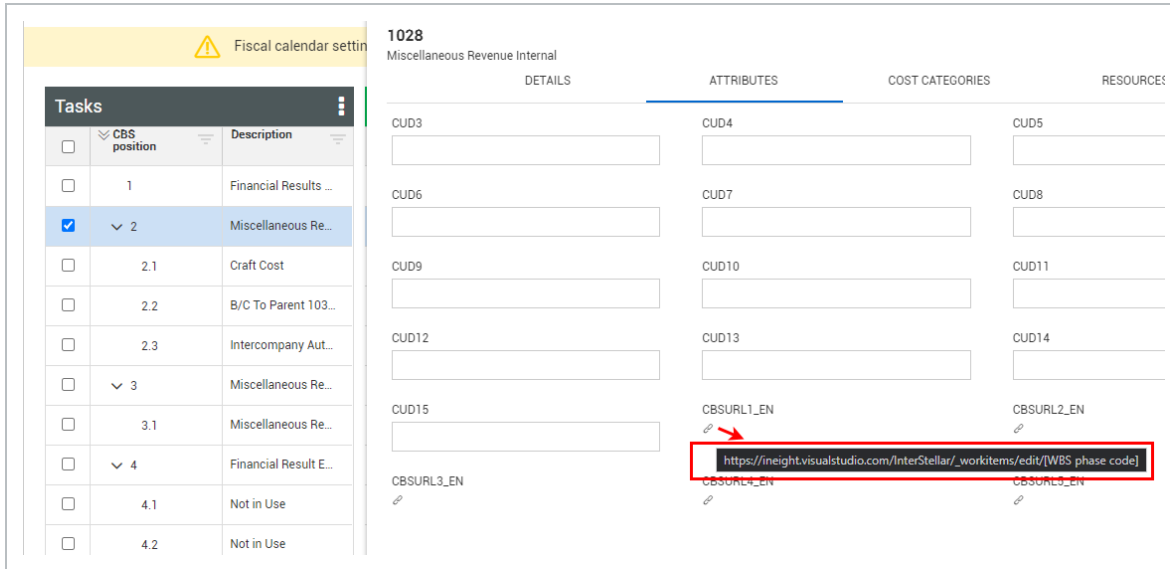 Fiscal calendar settin
Tasks
CBS position
Description
1 Financial Results ...
2 Miscellaneous Re...
2.1 Craft Cost
2.2 B/C To Parent 103...
2.3 Intercompany Aut...
3 Miscellaneous Re...
3.1 Miscellaneous Re...
4 Financial Result E...
4.1 Not in Use
4.2 Not in Use
1028
Miscellaneous Revenue Internal
DETAILS ATTRIBUTES COST CATEGORIES RESOURCES
CUD3 CUD4 CUD5
CUD6 CUD7 CUD8
CUD9 CUD10 CUD11
CUD12 CUD13 CUD14
CUD15 CBSURL1_EN CBSURL2_EN
https://ineight.visualstudio.com/InterStellar/_workitems/edit/[WBS phase code]
CBSURL3_EN CBSURL4_EN CBSURL5_EN